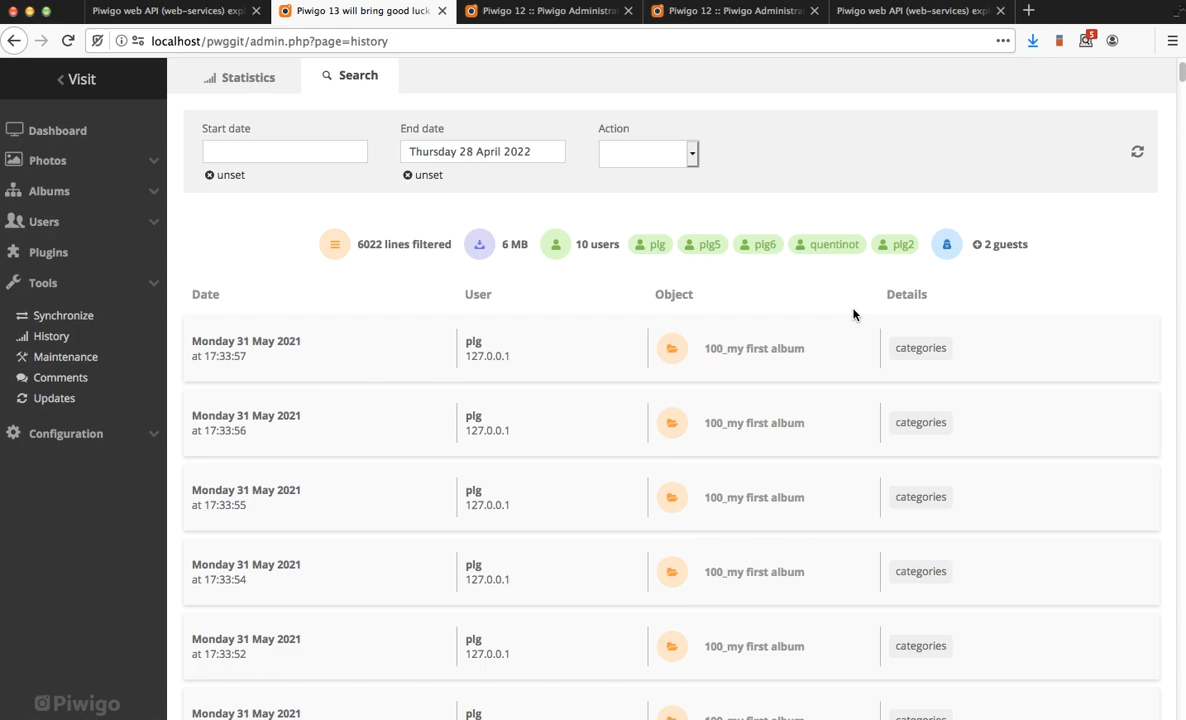 Piwigo web API (web-services) expl
Piwigo 13 will bring good luck
Piwigo 12 :: Piwigo Administra
Piwigo 12 :: Piwigo Administra
Piwigo web API (web-services) expl
localhost/pwggit/admin.php?page=history
5
Visit
Statistics
Search
Dashboard
Photos
Albums
Users
Plugins
Tools
Synchronize
History
Maintenance
Comments
Updates
Configuration
Piwigo
Start date
End date
Action
Thursday 28 April 2022
unset
unset
6022 lines filtered
6 MB
10 users
plg
plg5
plg6
quentinot
plg2
2 guests
Date
User
Object
Details
Monday 31 May 2021
at 17:33:57
plg
127.0.0.1
100_my first album
categories
Monday 31 May 2021
at 17:33:56
plg
127.0.0.1
100_my first album
categories
Monday 31 May 2021
at 17:33:55
plg
127.0.0.1
100_my first album
categories
Monday 31 May 2021
at 17:33:54
plg
127.0.0.1
100_my first album
categories
Monday 31 May 2021
at 17:33:52
plg
127.0.0.1
100_my first album
categories
Monday 31 May 2021
plg
100_my first album
categories